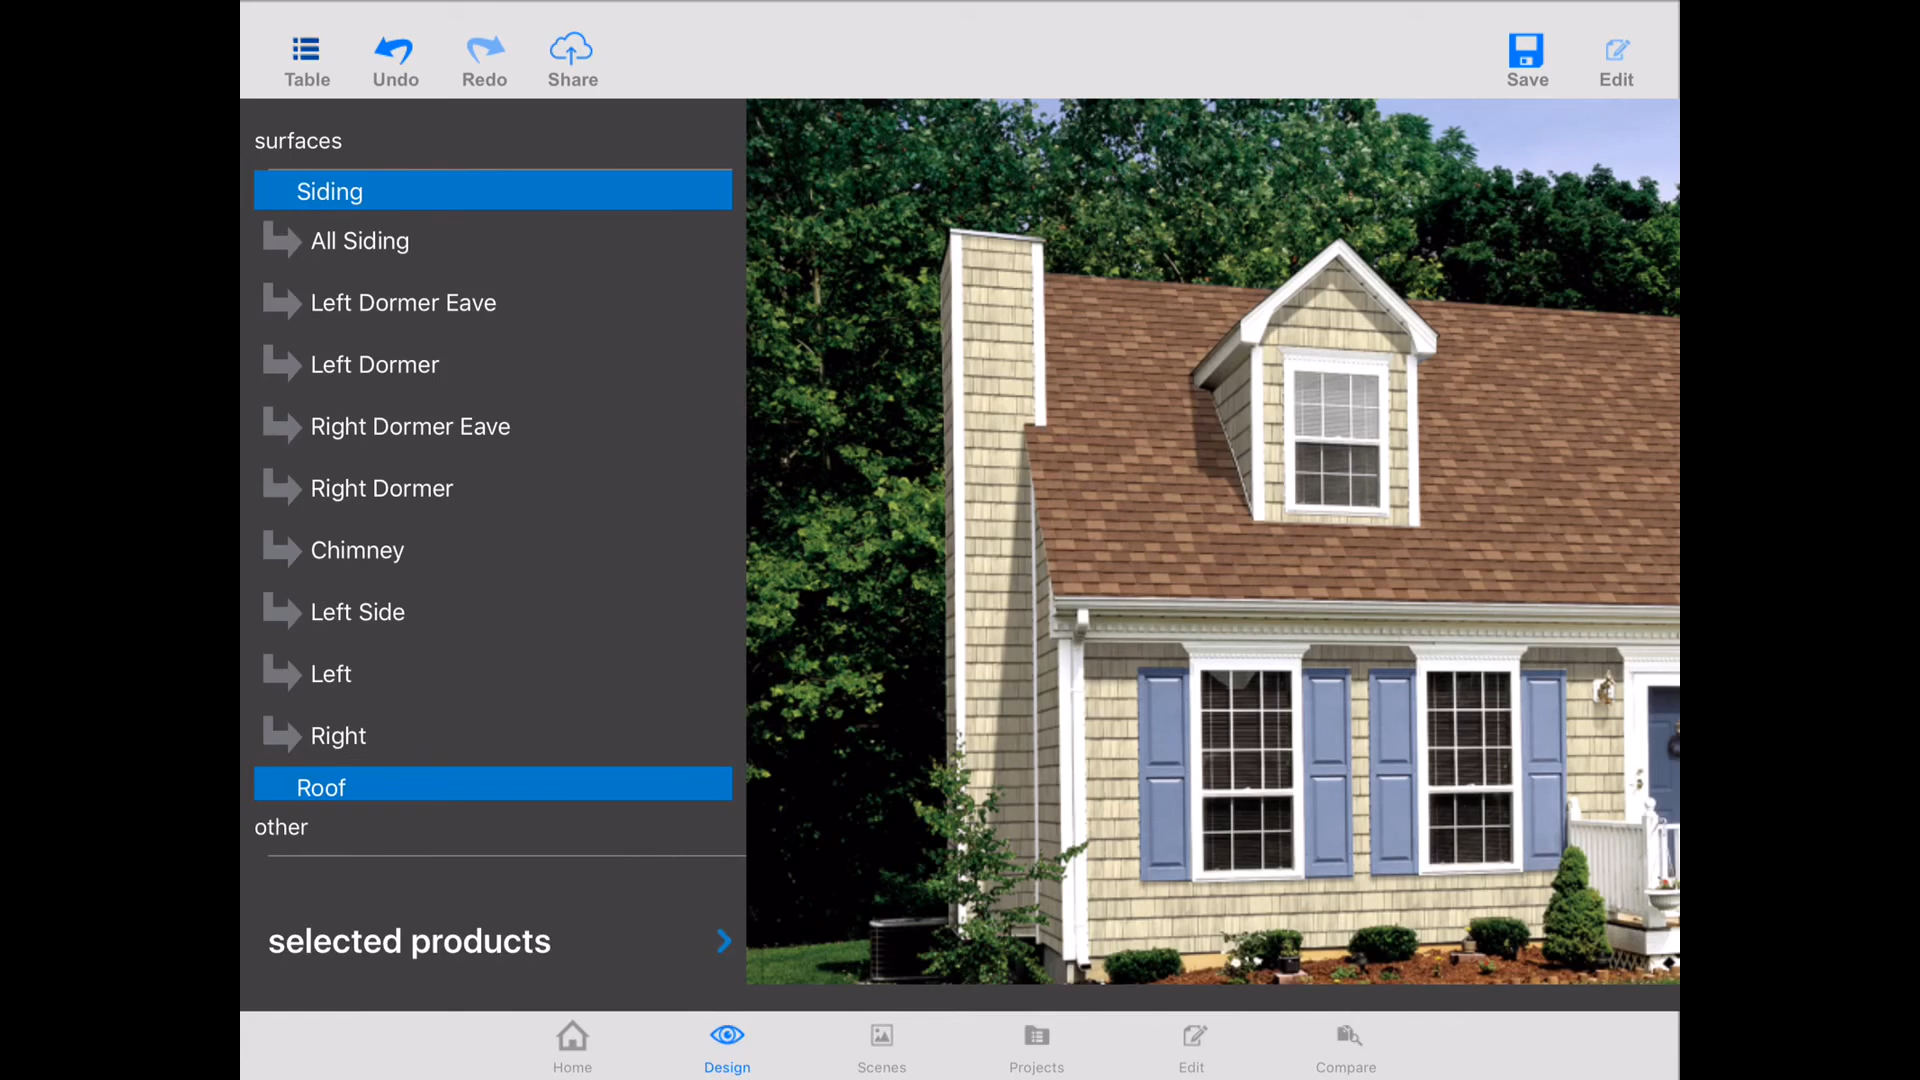 Table Undo Redo Share Save Edit
surfaces
Siding
All Siding
Left Dormer Eave
Left Dormer
Right Dormer Eave
Right Dormer
Chimney
Left Side
Left
Right
Roof
other
selected products
Home Design Scenes Projects Edit Compare